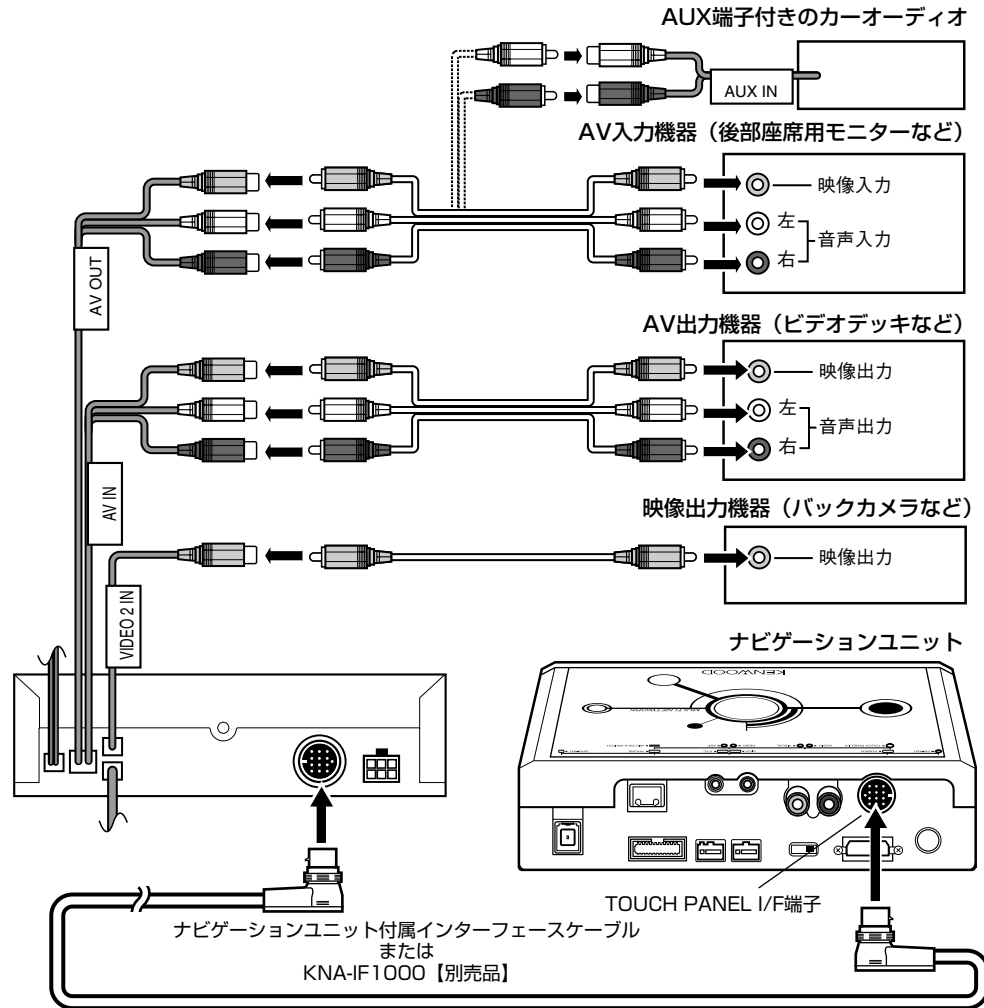 AUX端子付きのカーオーディオ
AUX IN
AV入力機器（後部座席用モニターなど）
映像入力
左
音声入力
右
AV OUT
AV出力機器（ビデオデッキなど）
映像出力
左
音声出力
右
AV IN
映像出力機器（バックカメラなど）
映像出力
VIDEO 2 IN
ナビゲーションユニット
KENWOOD
TOUCH PANEL I/F端子
ナビゲーションユニット付属インターフェースケーブル
または
KNA-IF1000【別売品】